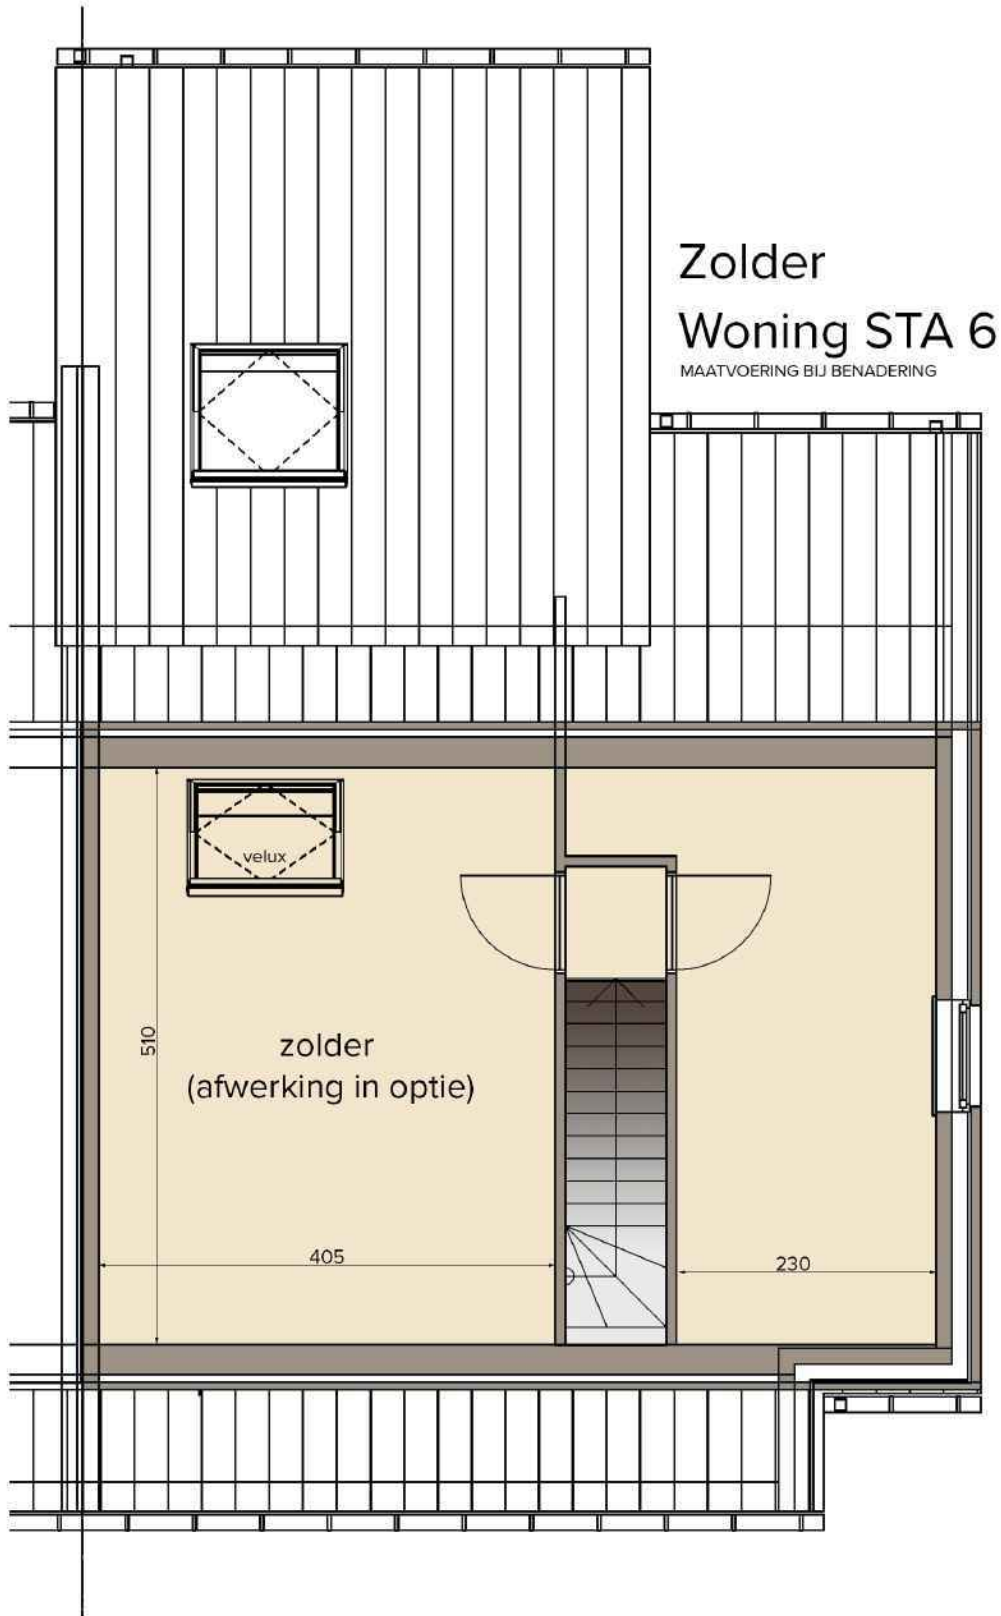 Zolder
Woning STA 6
MAATVOERING BIJ BENADERING
velux
510
zolder
(afwerking in optie)
405
230